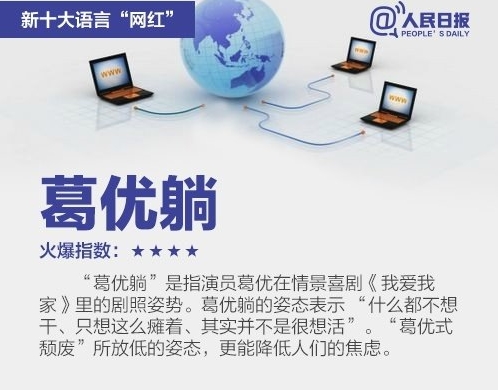 新十大语言“网红”
@人民日报
PEOPLE'S DAILY
www
www
www
葛优躺
火爆指数：★★★★
“葛优躺”是指演员葛优在情景喜剧《我爱我
家》里的剧照姿势。葛优躺的姿态表示 “什么都不想
干、只想这么瘫着、其实并不是很想活”。“葛优式
颓废”所放低的姿态，更能降低人们的焦虑。